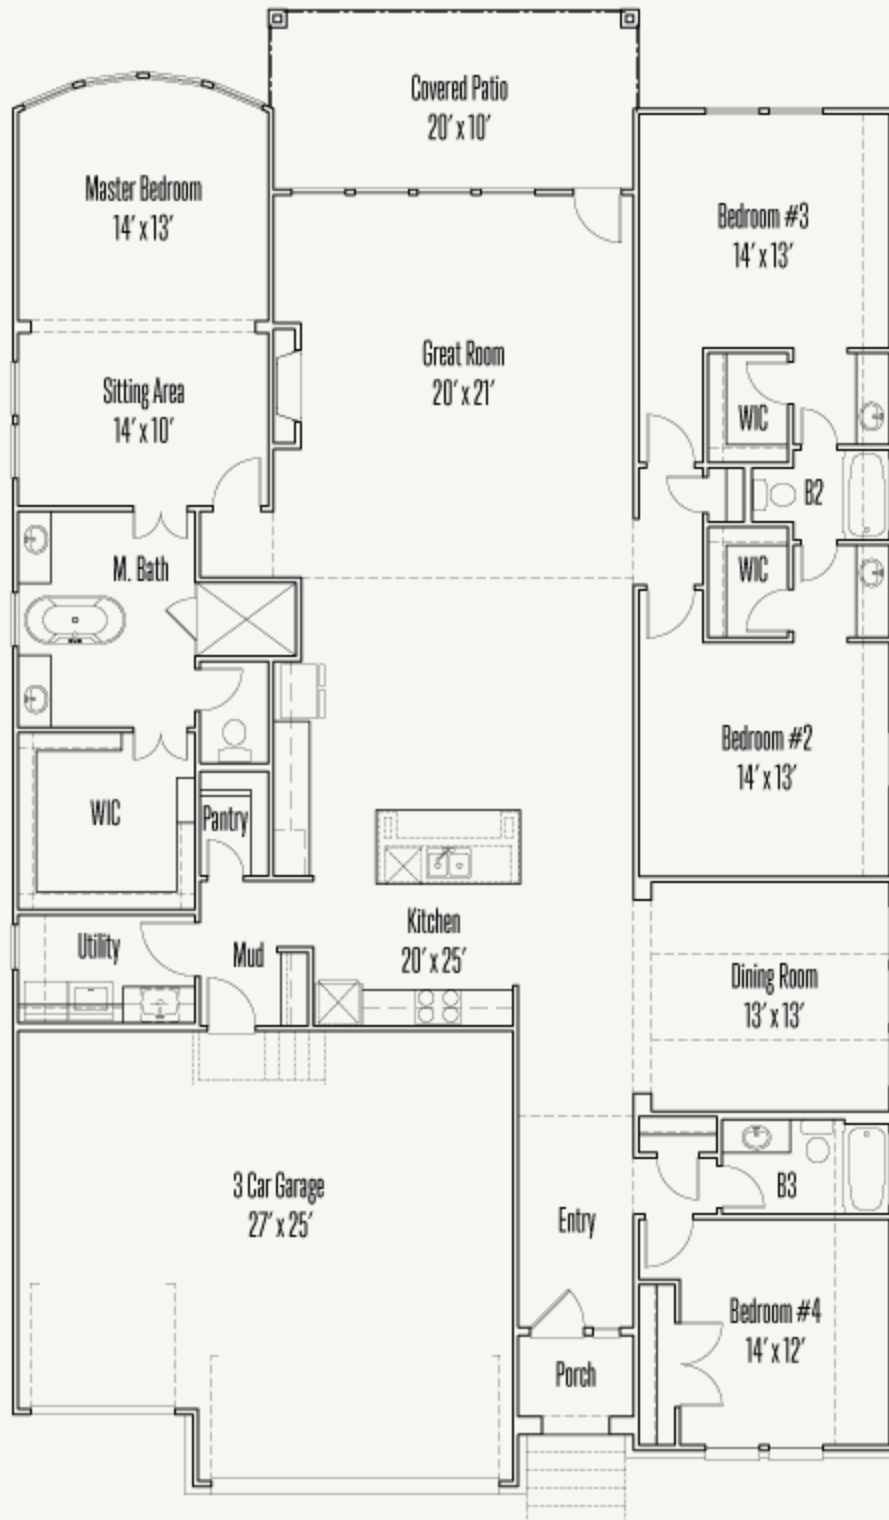 Covered Patio
20' x 10'
Master Bedroom
14' x 13'
Bedroom #3
14' x 13'
Great Room
20' x 21'
Sitting Area
14' x 10'
WIC
B2
M. Bath
WIC
Bedroom #2
14' x 13'
WIC
Pantry
Kitchen
20' x 25'
Utility
Mud
Dining Room
13' x 13'
3 Car Garage
27' x 25'
B3
Entry
Bedroom #4
14' x 12'
Porch